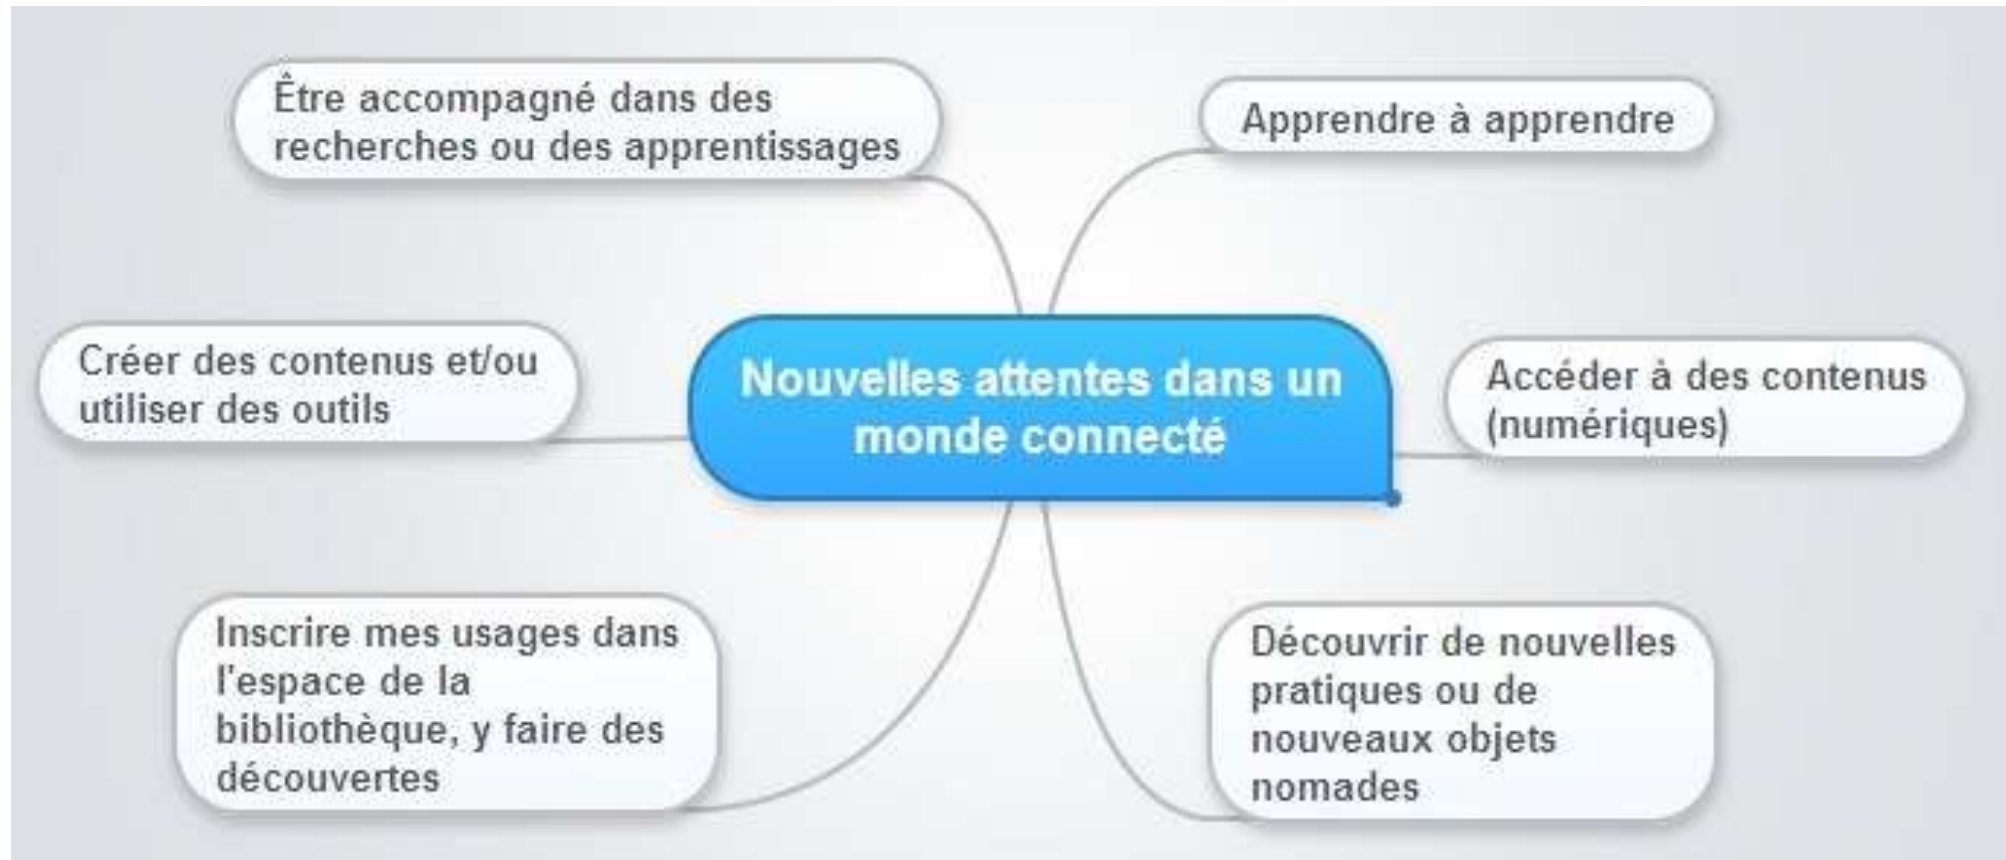 Être accompagné dans des
recherches ou des apprentissages
Apprendre à apprendre
Créer des contenus et/ou
utiliser des outils
Nouvelles attentes dans un
monde connecté
Accéder à des contenus
(numériques)
Inscrire mes usages dans
l'espace de la
bibliothèque, y faire des
découvertes
Découvrir de nouvelles
pratiques ou de
nouveaux objets
nomades